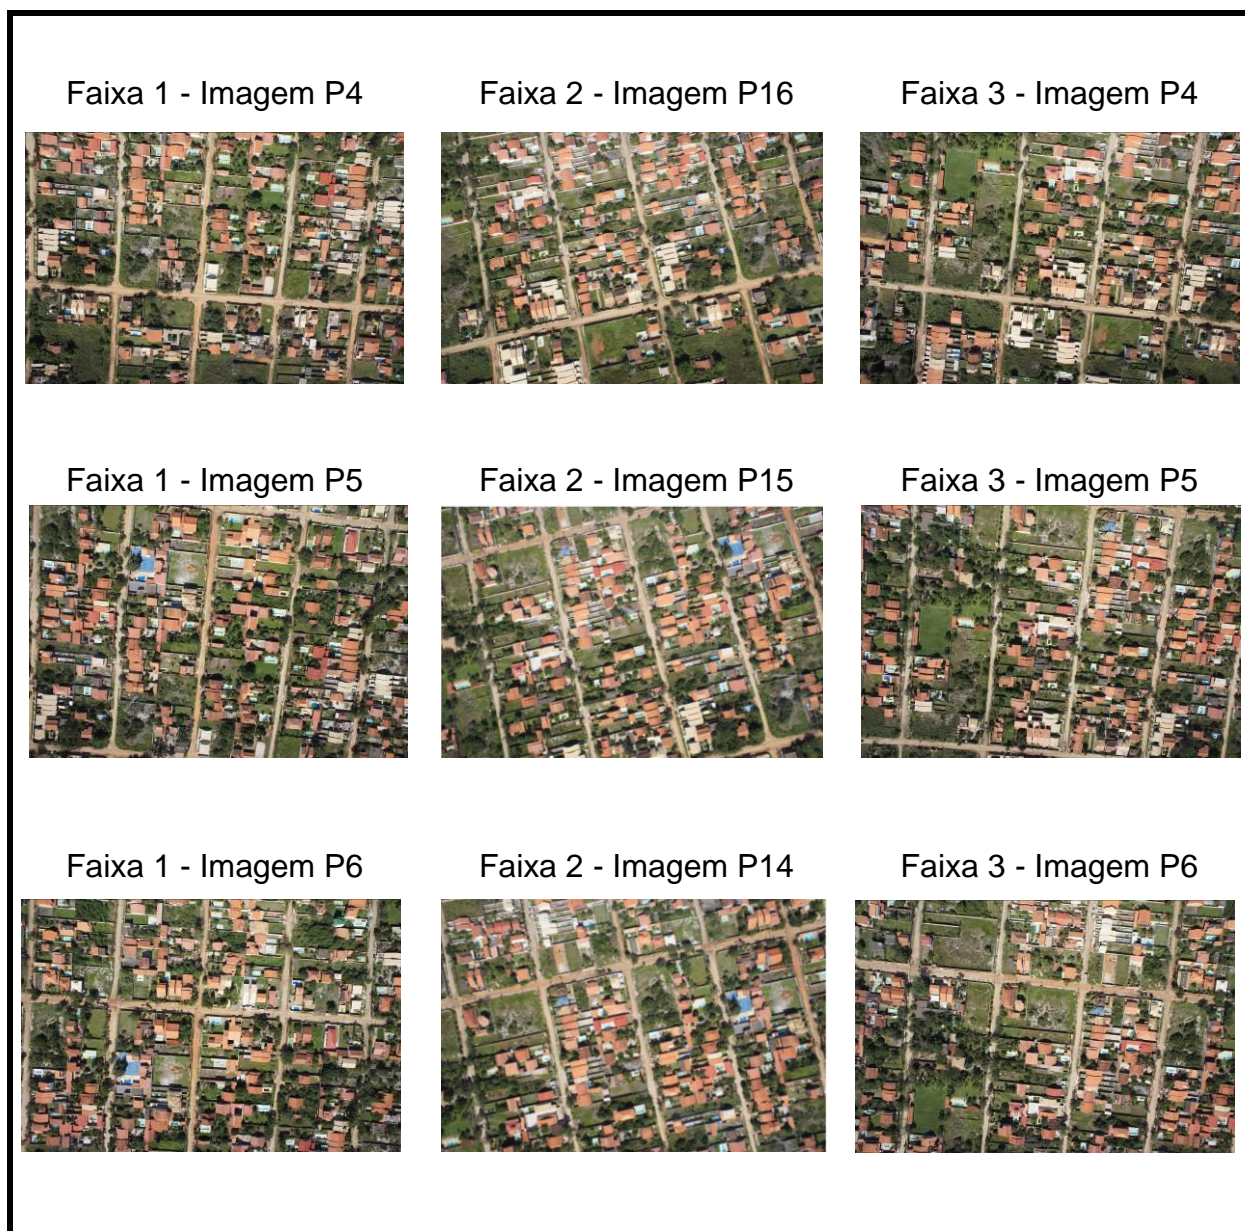 Faixa 1 - Imagem P4
Faixa 2 - Imagem P16
Faixa 3 - Imagem P4
Faixa 1 - Imagem P5
Faixa 2 - Imagem P15
Faixa 3 - Imagem P5
Faixa 1 - Imagem P6
Faixa 2 - Imagem P14
Faixa 3 - Imagem P6